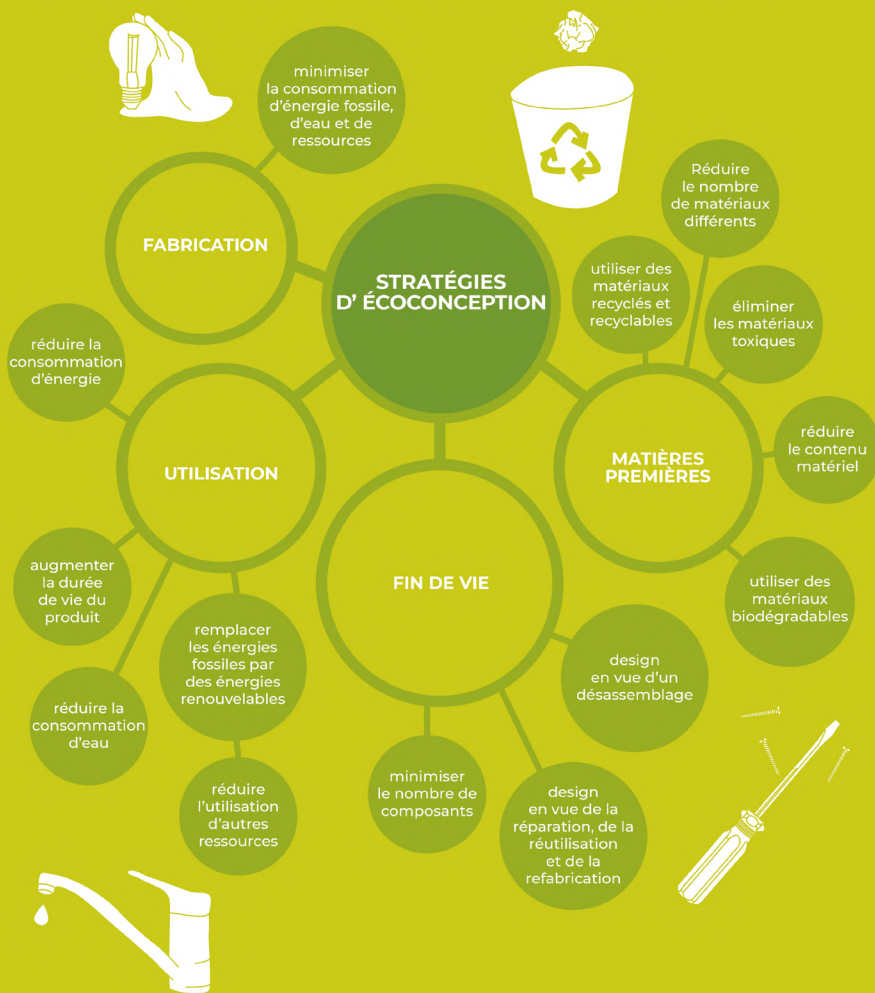 minimiser
la consommation
d'énergie fossile,
d'eau et de
ressources
FABRICATION
STRATÉGIES
D' ÉCOCONCEPTION
Réduire
le nombre
de matériaux
différents
utiliser des
matériaux
recyclés et
recyclables
éliminer
les matériaux
toxiques
réduire
le contenu
matériel
MATIÈRES
PREMIÈRES
utiliser des
matériaux
biodégradables
réduire la
consommation
d'énergie
UTILISATION
augmenter
la durée
de vie du
produit
réduire la
consommation
d'eau
remplacer
les énergies
fossiles par
des énergies
renouvelables
réduire
l'utilisation
d'autres
ressources
FIN DE VIE
design
en vue d'un
désassemblage
minimiser
le nombre de
composants
design
en vue de la
réparation, de la
réutilisation
et de la
refabrication